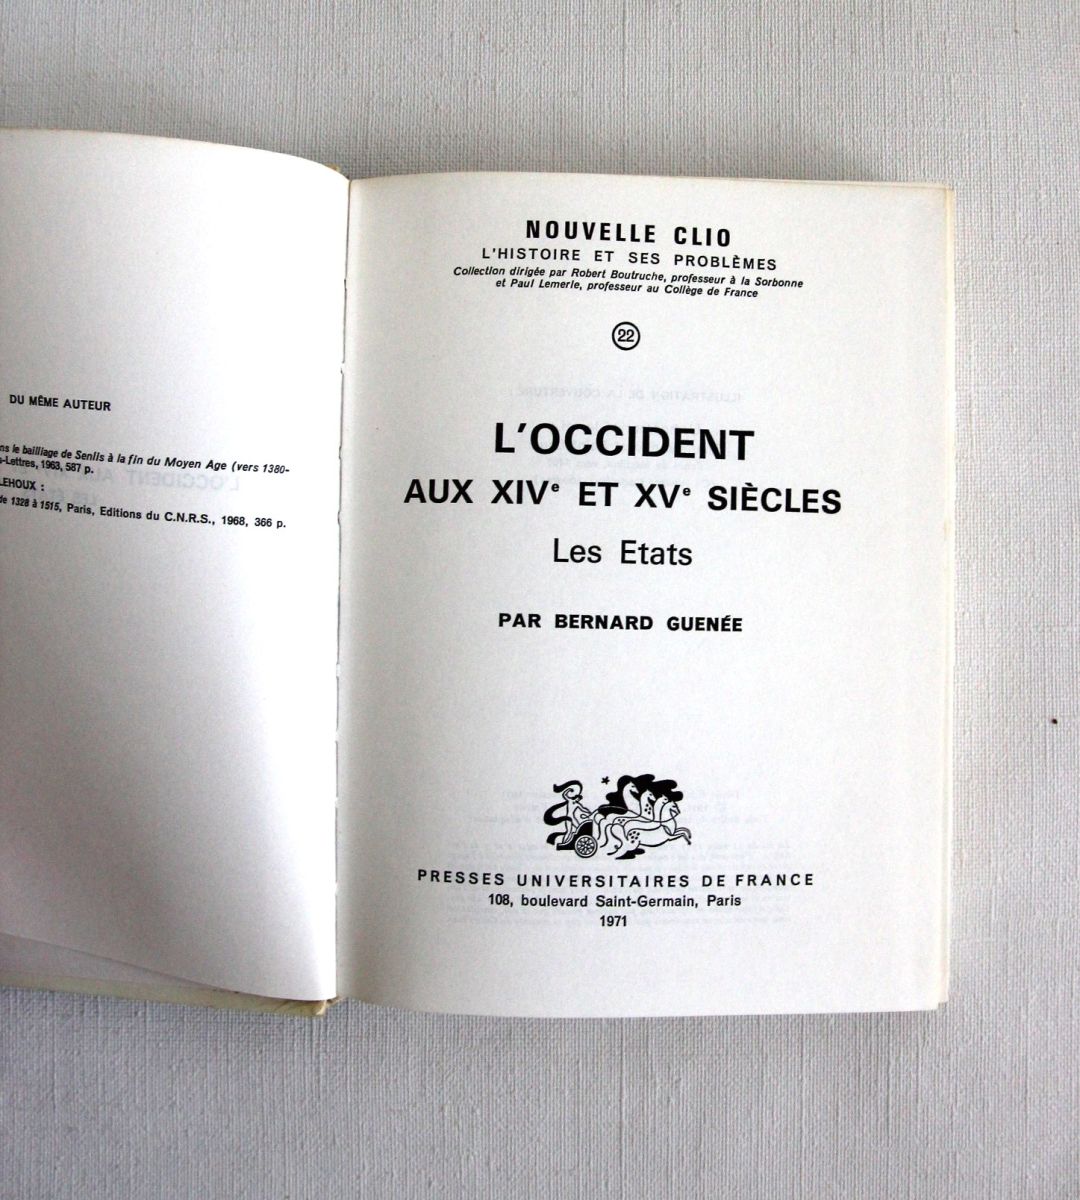 DU MÊME AUTEUR
le bailliage de Senlis à la fin du Moyen Age (vers 1380-
-Lettres, 1963, 587 p.
LEHOUX :
de 1328 à 1515, Paris, Editions du C.N.R.S., 1968, 366 p.
NOUVELLE CLIO
L'HISTOIRE ET SES PROBLÈMES
Collection dirigée par Robert Boutruche, professeur à la Sorbonne
et Paul Lemerle, professeur au Collège de France
22
L'OCCIDENT
AUX XIVe ET XVe SIÈCLES
Les Etats
PAR BERNARD GUENÉE
PRESSES UNIVERSITAIRES DE FRANCE
108, boulevard Saint-Germain, Paris
1971